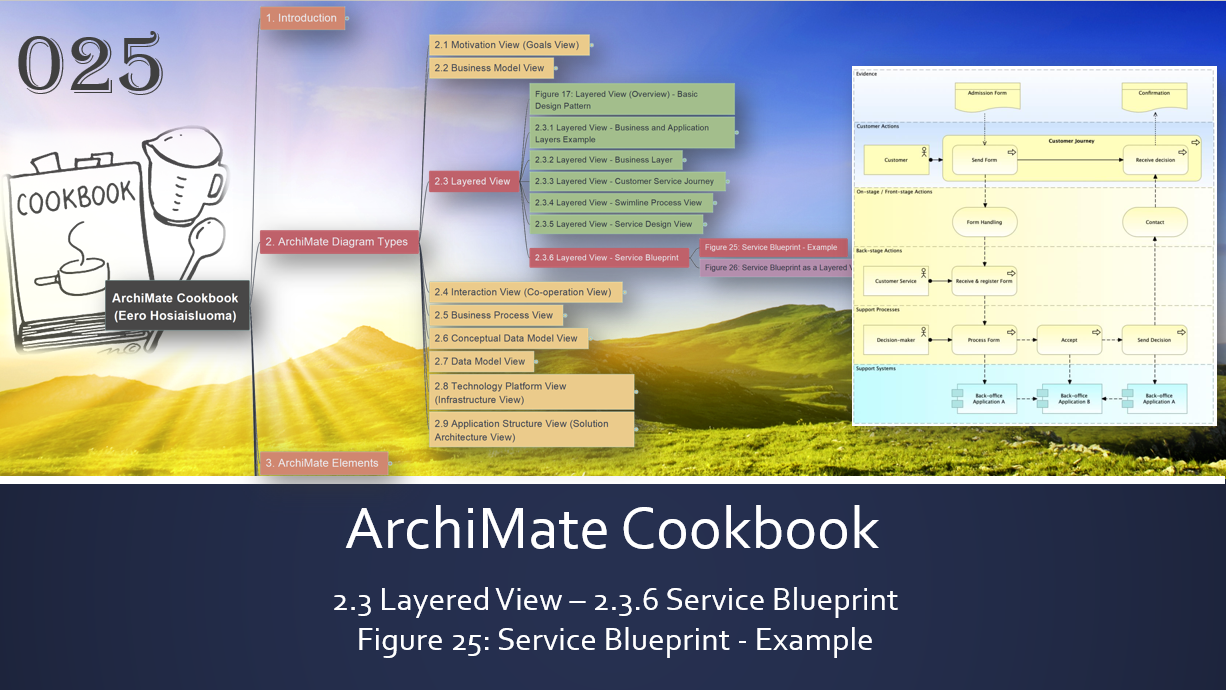 025
COOKBOOK
ArchiMate Cookbook
(Eero Hosiaisluoma)
1. Introduction
2. ArchiMate Diagram Types
2.1 Motivation View (Goals View)
2.2 Business Model View
2.3 Layered View
Figure 17: Layered View (Overview) - Basic
Design Pattern
2.3.1 Layered View - Business and Application
Layers Example
2.3.2 Layered View - Business Layer
2.3.3 Layered View - Customer Service Journey
2.3.4 Layered View - Swimline Process View
2.3.5 Layered View - Service Design View
2.3.6 Layered View - Service Blueprint
Figure 25: Service Blueprint - Example
Figure 26: Service Blueprint as a Layered V
2.4 Interaction View (Co-operation View)
2.5 Business Process View
2.6 Conceptual Data Model View
2.7 Data Model View
2.8 Technology Platform View
(Infrastructure View)
2.9 Application Structure View (Solution
Architecture View)
3. ArchiMate Elements
Evidence
Admission Form
Confirmation
Customer Actions
Customer Journey
Customer
Send Form
Receive decision
On-stage / Front-stage Actions
Form Handling
Contact
Back-stage Actions
Customer Service
Receive & register Form
Support Processes
Decision-maker
Process Form
Accept
Send Decision
Support Systems
Back-office
Application A
Back-office
Application B
Back-office
Application A
ArchiMate Cookbook
2.3 Layered View – 2.3.6 Service Blueprint
Figure 25: Service Blueprint - Example